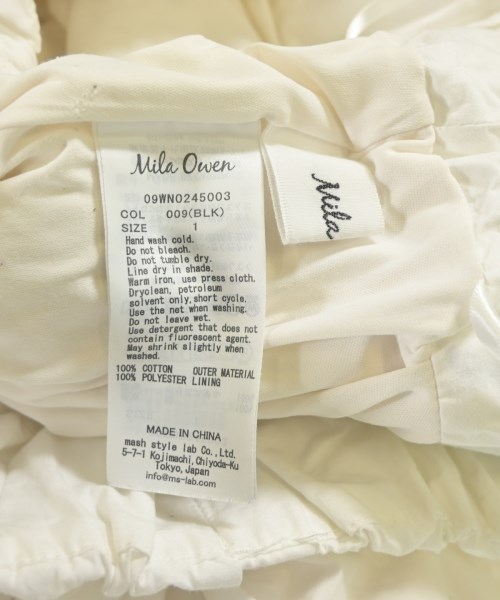 Mila Owen
09WNO245003
COL 009(BLK)
SIZE 1
Hand wash cold.
Do not bleach.
Do not tumble dry.
Line dry in shade.
Warm iron, use press cloth.
Dryclean, petroleum
solvent only,short cycle.
Use the net when washing.
Do not leave wet.
Use detergent that does not
contain fluorescent agent.
May shrink slightly when
washed.
100% COTTON OUTER MATERIAL
100% POLYESTER LINING
MADE IN CHINA
mash style lab Co.,Ltd.
5-7-1 Kojimachi,Chiyoda-Ku
Tokyo,Japan
info@ms-lab.com
Mila